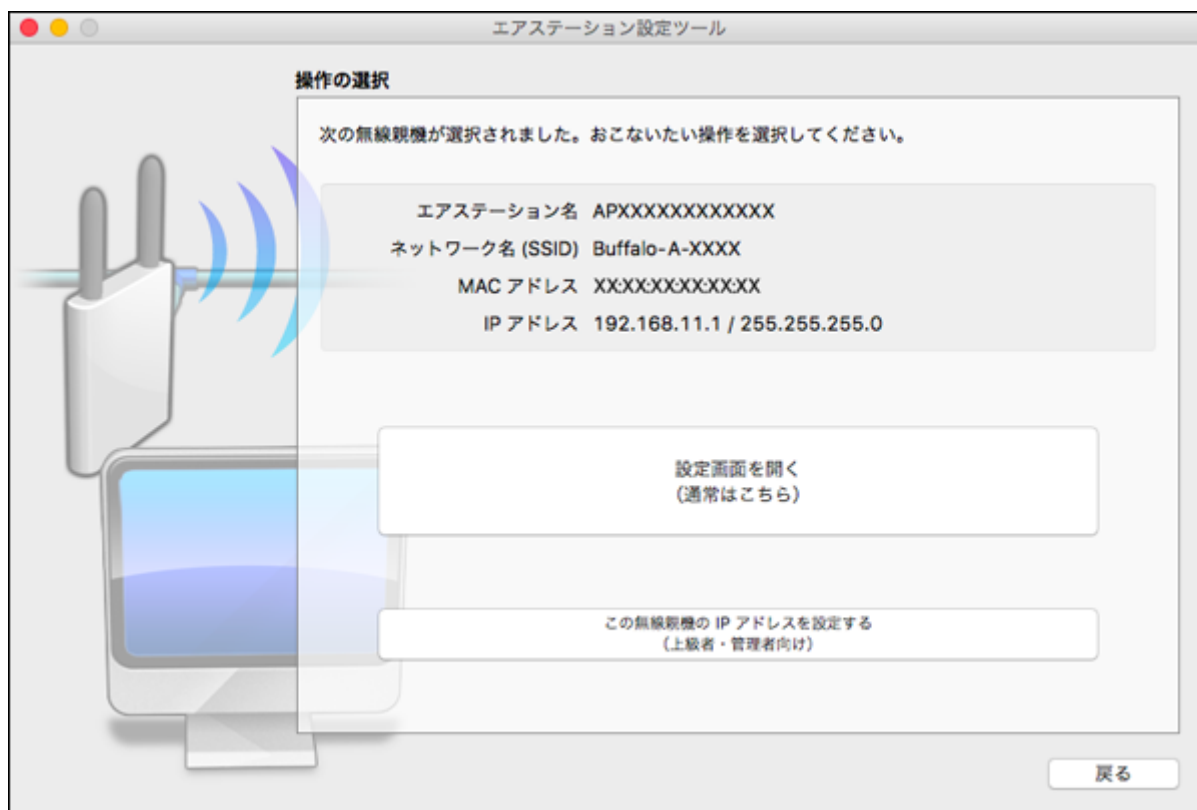 エアステーション設定ツール
操作の選択
次の無線親機が選択されました。おこないたい操作を選択してください。
エアステーション名 APXXXXXXXXXXXX
ネットワーク名 (SSID) Buffalo-A-XXXX
MAC アドレス XX:XX:XX:XX:XX:XX
IP アドレス 192.168.11.1 / 255.255.255.0
設定画面を開く
(通常はこちら)
この無線親機の IP アドレスを設定する
(上級者・管理者向け)
戻る